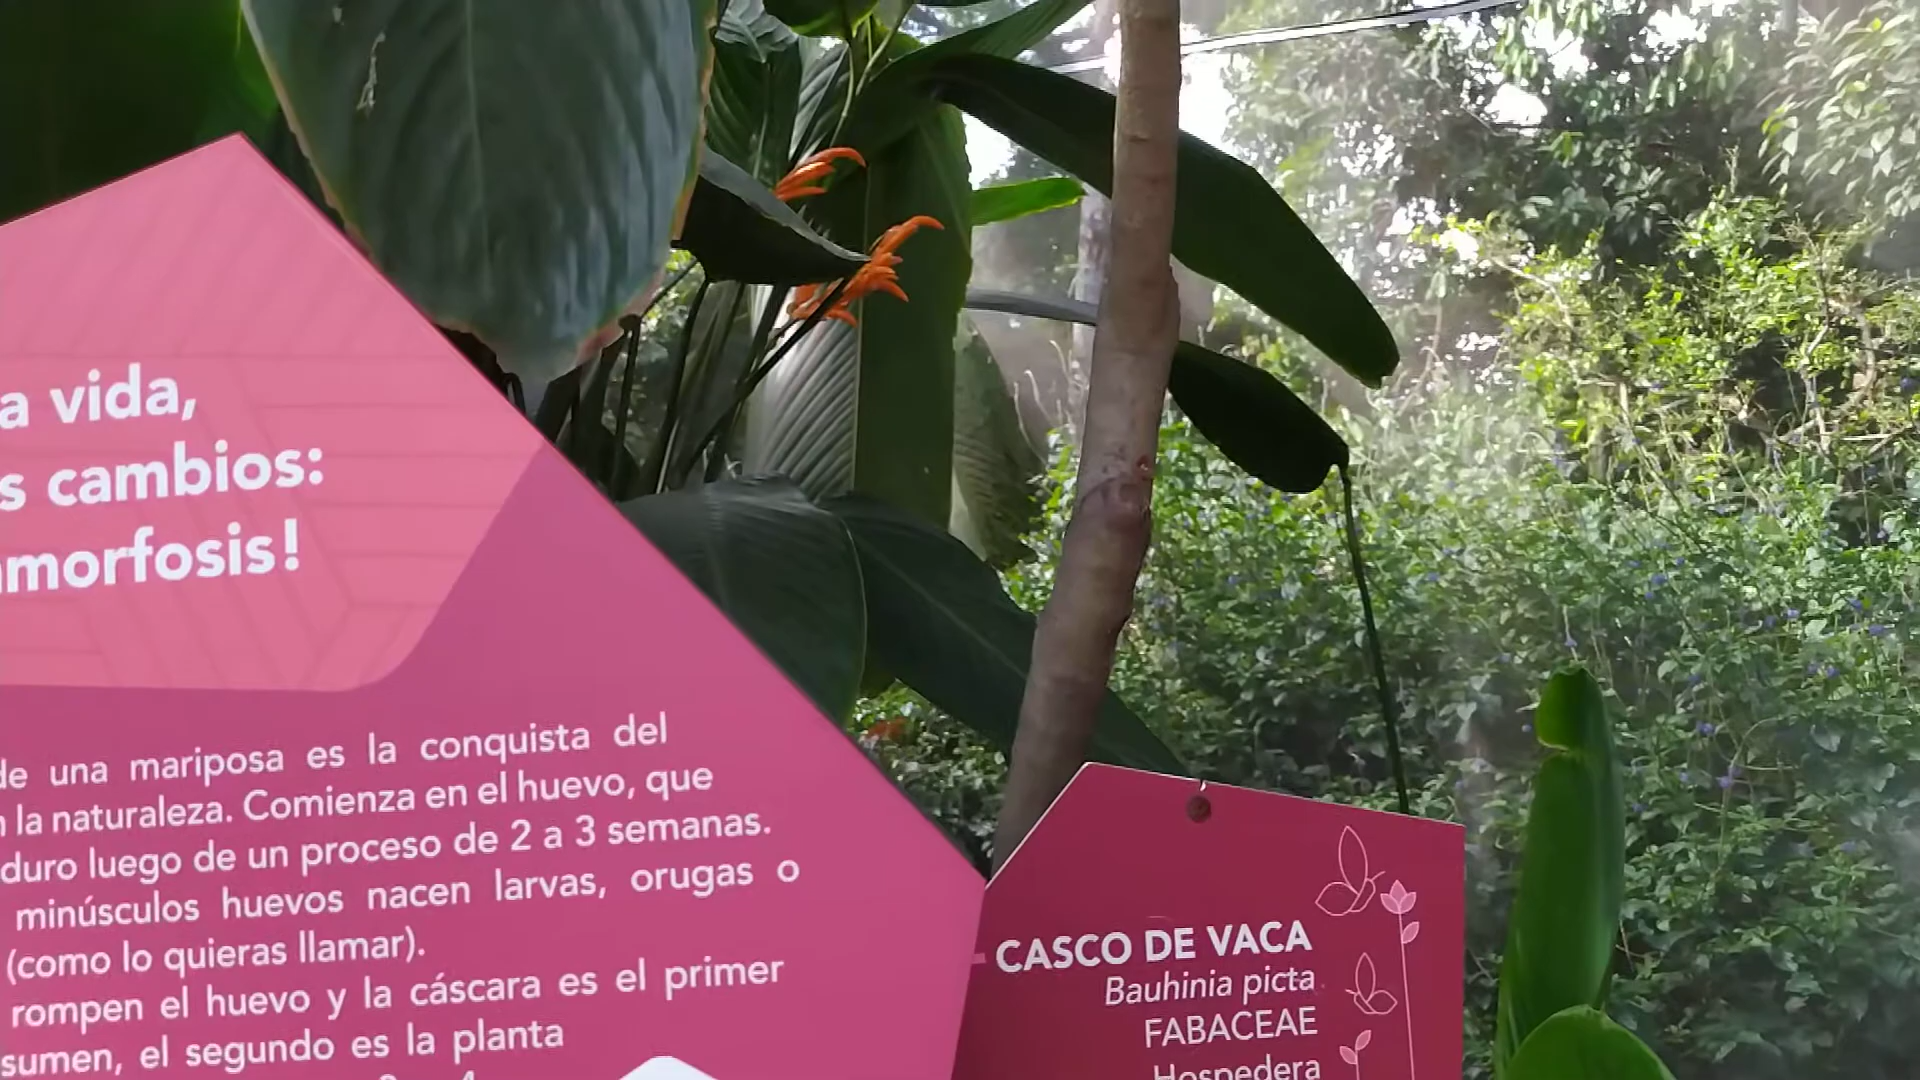 a vida,
s cambios:
amorfosis!
de una mariposa es la conquista del
la naturaleza. Comienza en el huevo, que
duro luego de un proceso de 2 a 3 semanas.
minúsculos huevos nacen larvas, orugas o
(como lo quieras llamar).
rompen el huevo y la cáscara es el primer
sumen, el segundo es la planta
CASCO DE VACA
Bauhinia picta
FABACEAE
Hospedera